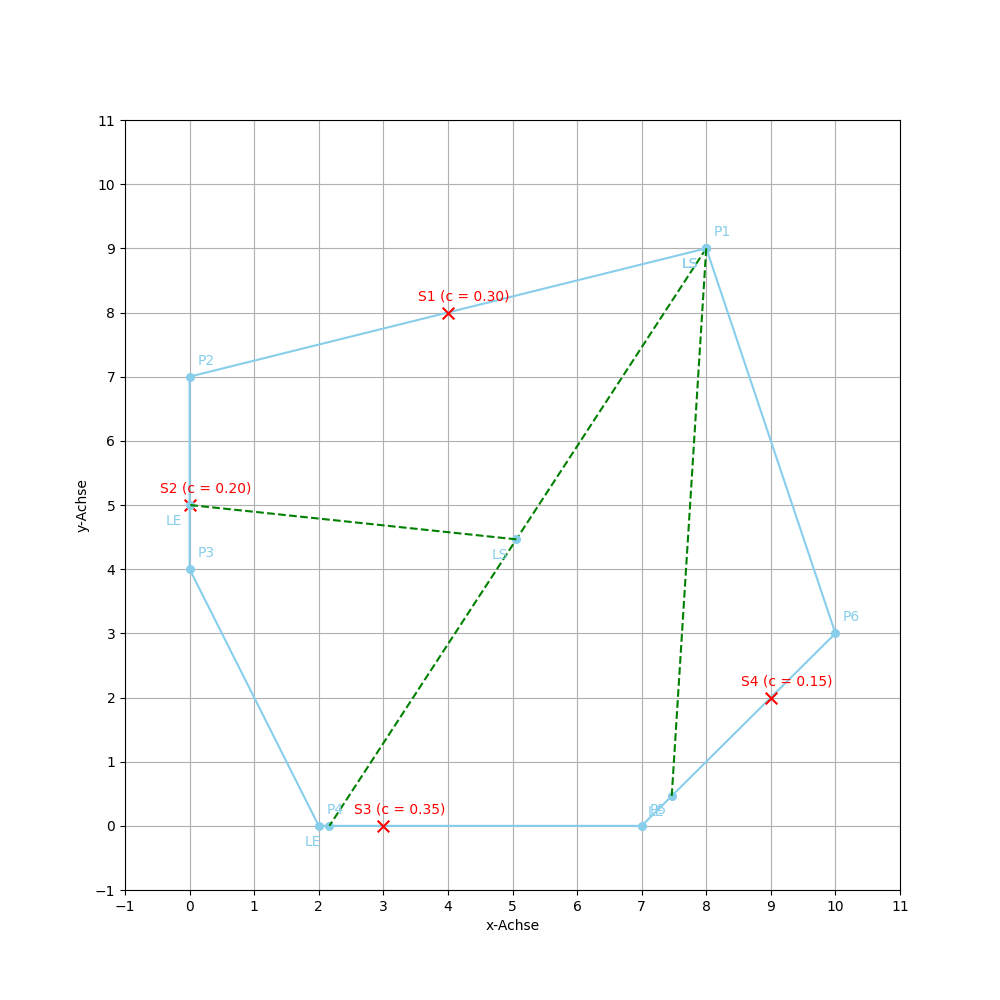 11
10
9
8
7
6
5
4
3
2
1
0
−1
y-Achse
P1
LS
S1 (c = 0.30)
P2
S2 (c = 0.20)
LE
LS
P3
P6
S4 (c = 0.15)
P4
S3 (c = 0.35)
P5
LE
LE
−1 0 1 2 3 4 5 6 7 8 9 10 11
x-Achse